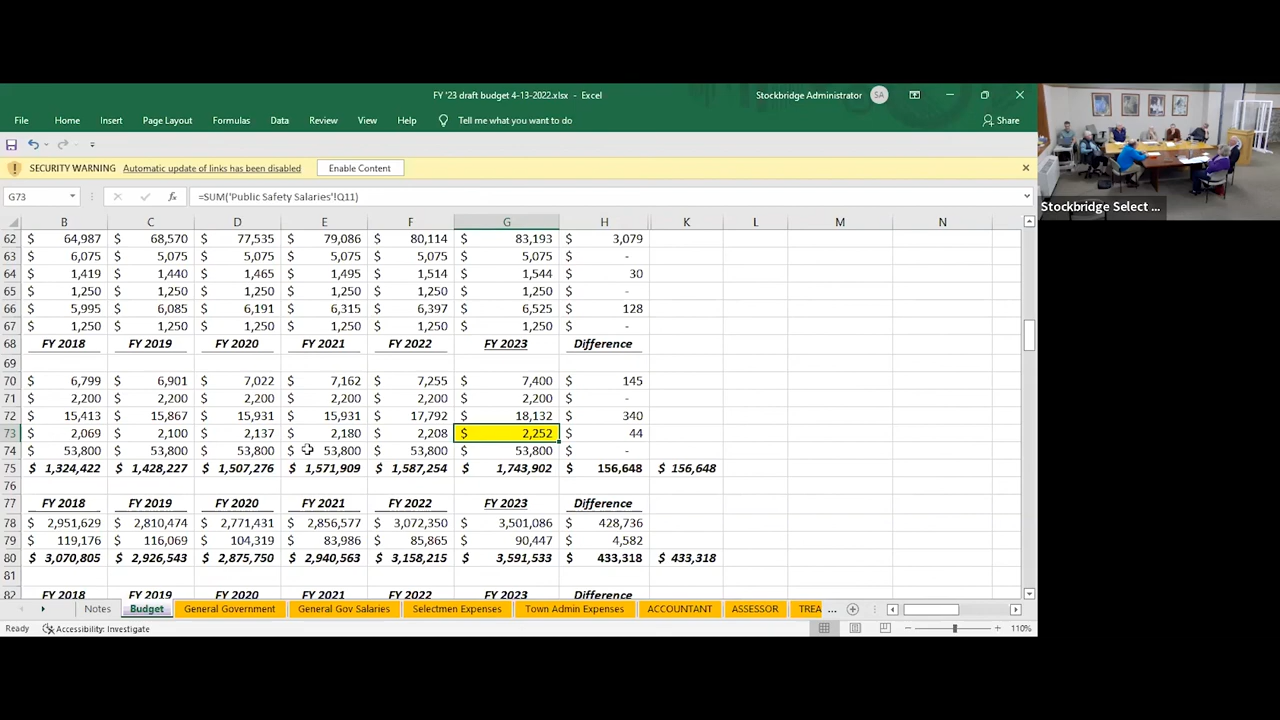 FY '23 draft budget 4-13-2022.xlsx - Excel
Stockbridge Administrator SA
File Home Insert Page Layout Formulas Data Review View Help Tell me what you want to do Share
SECURITY WARNING Automatic update of links has been disabled Enable Content
G73 fx =SUM('Public Safety Salaries'!Q11)
B C D E F G H K L M N
62 $ 64,987 $ 68,570 $ 77,535 $ 79,086 $ 80,114 $ 83,193 $ 3,079
63 $ 6,075 $ 5,075 $ 5,075 $ 5,075 $ 5,075 $ 5,075 $ -
64 $ 1,419 $ 1,440 $ 1,465 $ 1,495 $ 1,514 $ 1,544 $ 30
65 $ 1,250 $ 1,250 $ 1,250 $ 1,250 $ 1,250 $ 1,250 $ -
66 $ 5,995 $ 6,085 $ 6,191 $ 6,315 $ 6,397 $ 6,525 $ 128
67 $ 1,250 $ 1,250 $ 1,250 $ 1,250 $ 1,250 $ 1,250 $ -
68 FY 2018 FY 2019 FY 2020 FY 2021 FY 2022 FY 2023 Difference
69
70 $ 6,799 $ 6,901 $ 7,022 $ 7,162 $ 7,255 $ 7,400 $ 145
71 $ 2,200 $ 2,200 $ 2,200 $ 2,200 $ 2,200 $ 2,200 $ -
72 $ 15,413 $ 15,867 $ 15,931 $ 15,931 $ 17,792 $ 18,132 $ 340
73 $ 2,069 $ 2,100 $ 2,137 $ 2,180 $ 2,208 $ 2,252 $ 44
74 $ 53,800 $ 53,800 $ 53,800 $ 53,800 $ 53,800 $ 53,800 $ -
75 $ 1,324,422 $ 1,428,227 $ 1,507,276 $ 1,571,909 $ 1,587,254 $ 1,743,902 $ 156,648 $ 156,648
76
77 FY 2018 FY 2019 FY 2020 FY 2021 FY 2022 FY 2023 Difference
78 $ 2,951,629 $ 2,810,474 $ 2,771,431 $ 2,856,577 $ 3,072,350 $ 3,501,086 $ 428,736
79 $ 119,176 $ 116,069 $ 104,319 $ 83,986 $ 85,865 $ 90,447 $ 4,582
80 $ 3,070,805 $ 2,926,543 $ 2,875,750 $ 2,940,563 $ 3,158,215 $ 3,591,533 $ 433,318 $ 433,318
81
82 FY 2018 FY 2019 FY 2020 FY 2021 FY 2022 FY 2023 Difference
Notes Budget General Government General Gov Salaries Selectmen Expenses Town Admin Expenses ACCOUNTANT ASSESSOR TREA ...
Ready Accessibility: Investigate 110%
Stockbridge Select ...